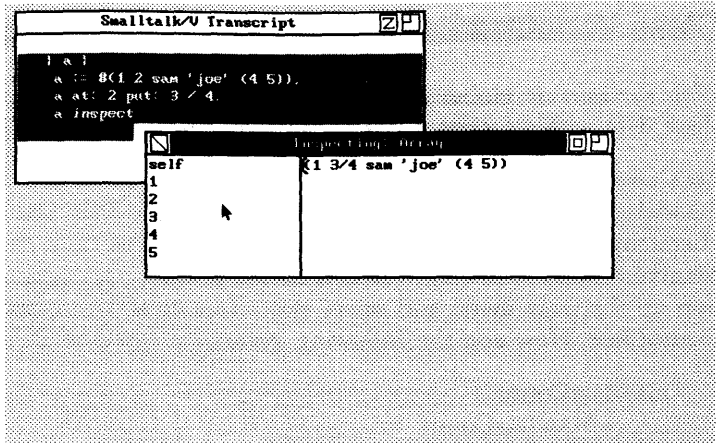 Smalltalk/V Transcript
| a |
a := #(1 2 sam 'joe' (4 5)).
a at: 2 put: 3 / 4.
a inspect
Inspecting: Array
self
1
2
3
4
5
(1 3/4 sam 'joe' (4 5))